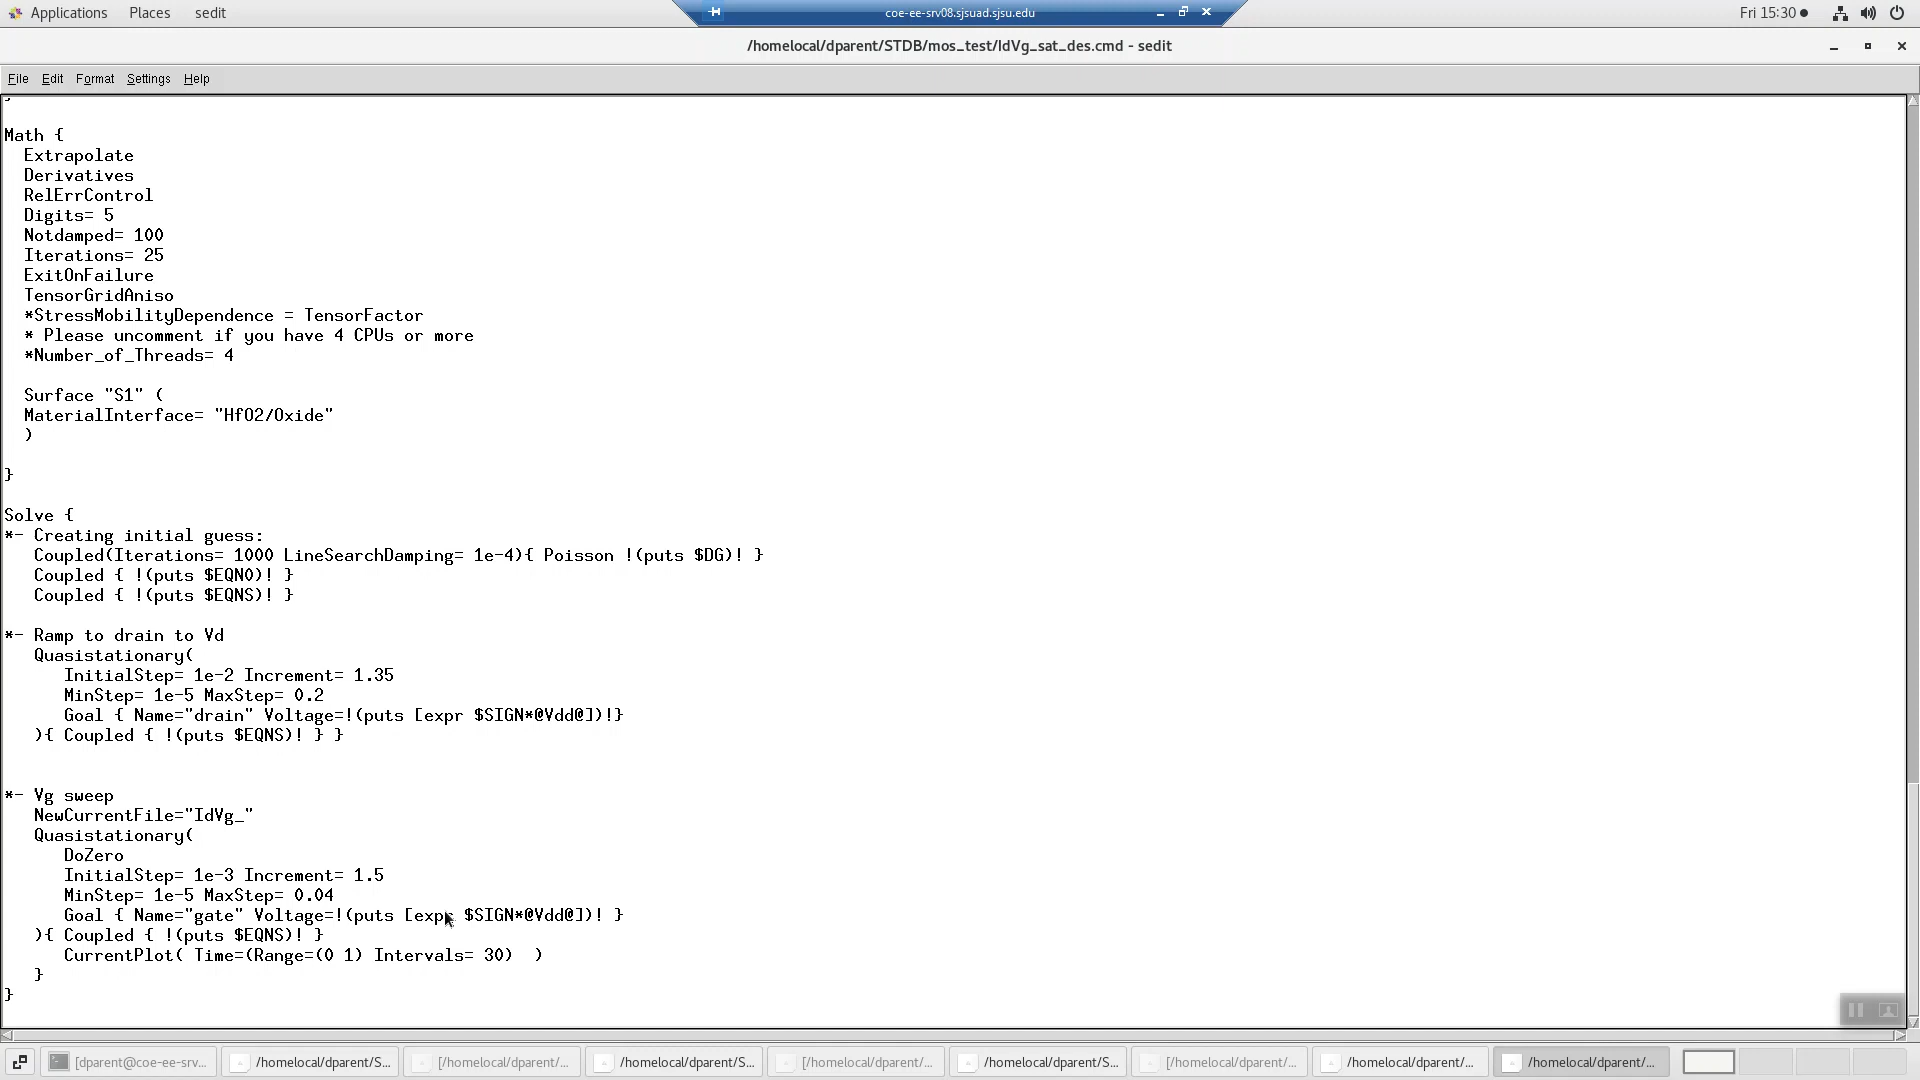 Applications Places sedit
coe-ee-srv08.sjsuad.sjsu.edu
Fri 15:30
/homelocal/dparent/STDB/mos_test/IdVg_sat_des.cmd - sedit
File Edit Format Settings Help
}
Math {
Extrapolate
Derivatives
RelErrControl
Digits= 5
Notdamped= 100
Iterations= 25
ExitOnFailure
TensorGridAniso
*StressMobilityDependence = TensorFactor
* Please uncomment if you have 4 CPUs or more
*Number_of_Threads= 4
Surface "S1" (
MaterialInterface= "HfO2/Oxide"
)
}
Solve {
*- Creating initial guess:
Coupled(Iterations= 1000 LineSearchDamping= 1e-4){ Poisson !(puts $DG)! }
Coupled { !(puts $EQN0)! }
Coupled { !(puts $EQNS)! }
*- Ramp to drain to Vd
Quasistationary(
InitialStep= 1e-2 Increment= 1.35
MinStep= 1e-5 MaxStep= 0.2
Goal { Name="drain" Voltage=!(puts [expr $SIGN*@Vdd@])!}
){ Coupled { !(puts $EQNS)! } }
*- Vg sweep
NewCurrentFile="IdVg_"
Quasistationary(
DoZero
InitialStep= 1e-3 Increment= 1.5
MinStep= 1e-5 MaxStep= 0.04
Goal { Name="gate" Voltage=!(puts [expr $SIGN*@Vdd@])! }
){ Coupled { !(puts $EQNS)! }
CurrentPlot( Time=(Range=(0 1) Intervals= 30) )
}
}
[dparent@coe-ee-srv... /homelocal/dparent/S... [/homelocal/dparent/... /homelocal/dparent/S... [/homelocal/dparent/... /homelocal/dparent/S... [/homelocal/dparent/... /homelocal/dparent/... /homelocal/dparent/...